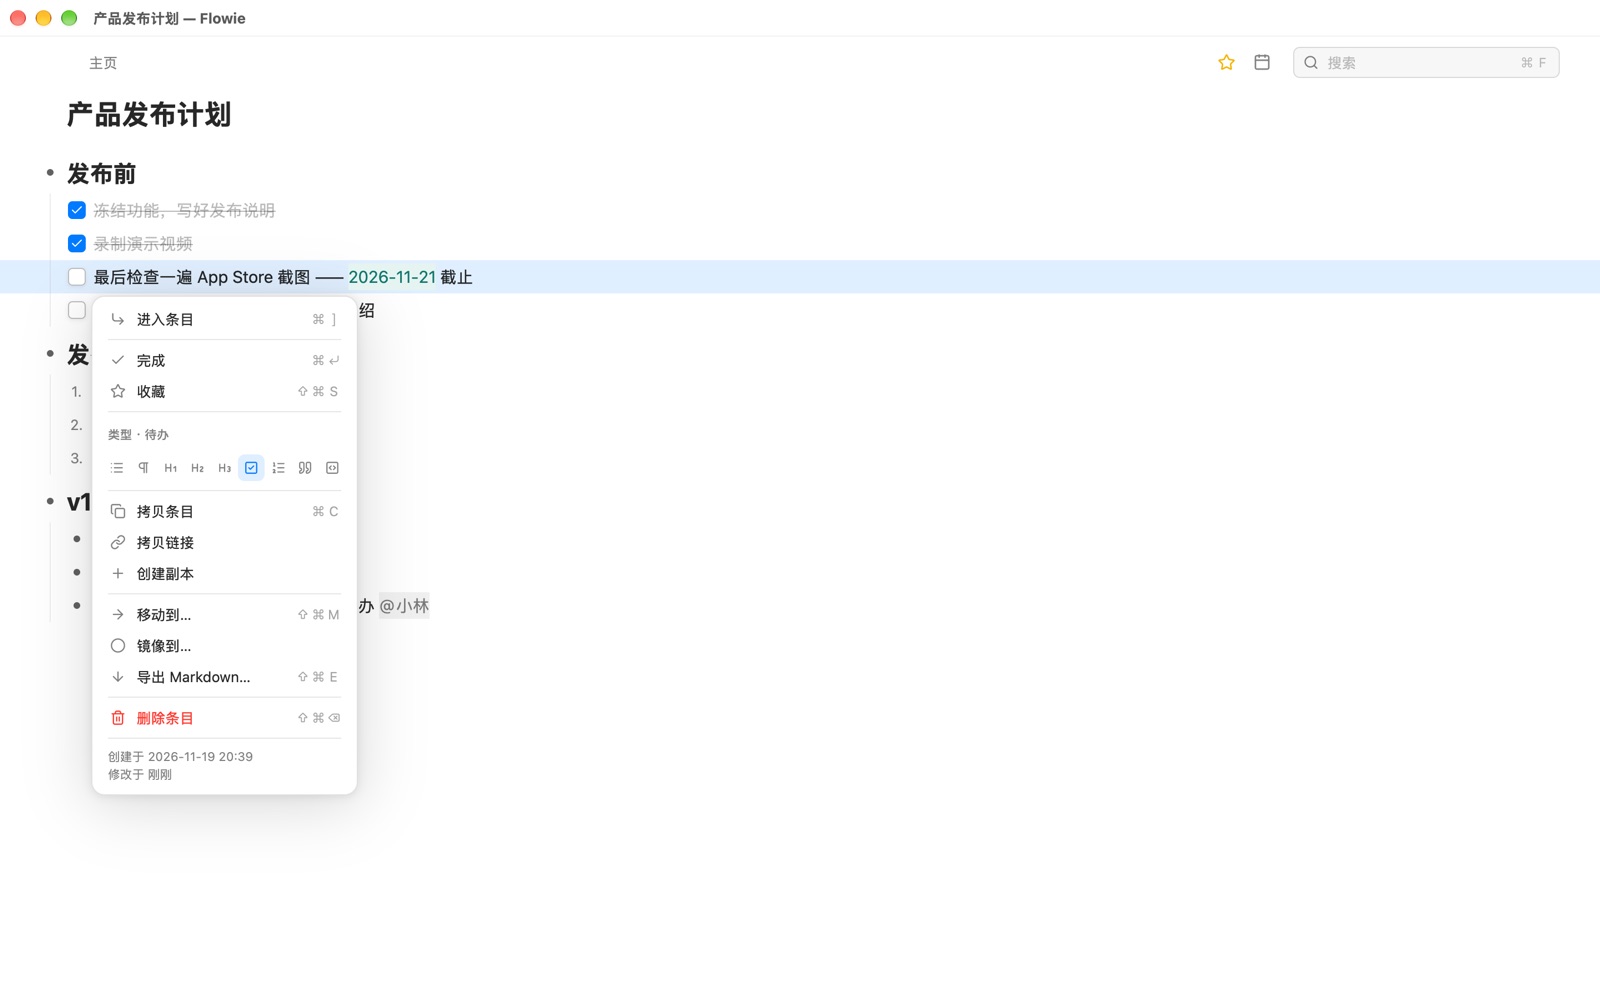 产品发布计划 — Flowie
主页
搜索 ⌘ F
产品发布计划
发布前
冻结功能，写好发布说明
录制演示视频
最后检查一遍 App Store 截图 —— 2026-11-21 截止
绍
进入条目 ⌘ ]
发
完成 ⌘ ↵
收藏 ⇧ ⌘ S
1.
2.
3.
类型 · 待办
H1 H2 H3
v1
拷贝条目 ⌘ C
拷贝链接
创建副本
办 @小林
移动到... ⇧ ⌘ M
镜像到...
导出 Markdown... ⇧ ⌘ E
删除条目 ⇧ ⌘ ⌫
创建于 2026-11-19 20:39
修改于 刚刚